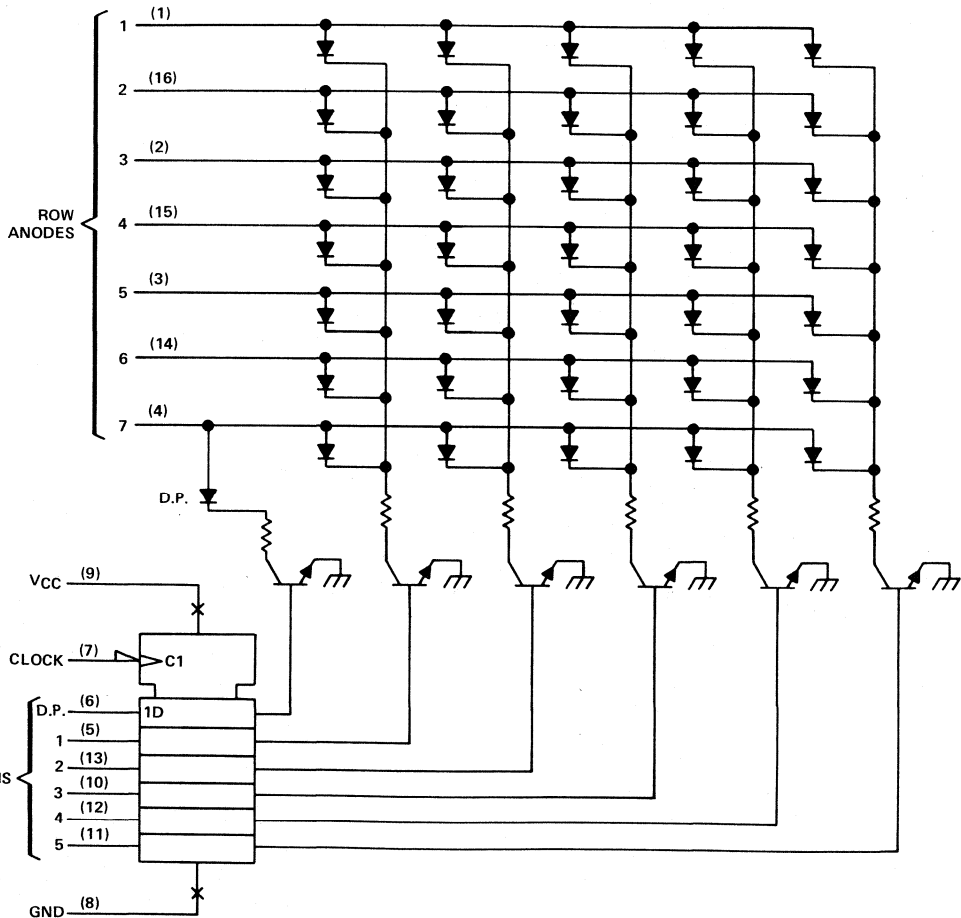 1 (1)
2 (16)
3 (2)
ROW
ANODES
4 (15)
5 (3)
6 (14)
7 (4)
D.P.
VCC (9)
CLOCK (7)
C1
D.P. (6)
1D
1 (5)
2 (13)
NS
3 (10)
4 (12)
5 (11)
GND (8)